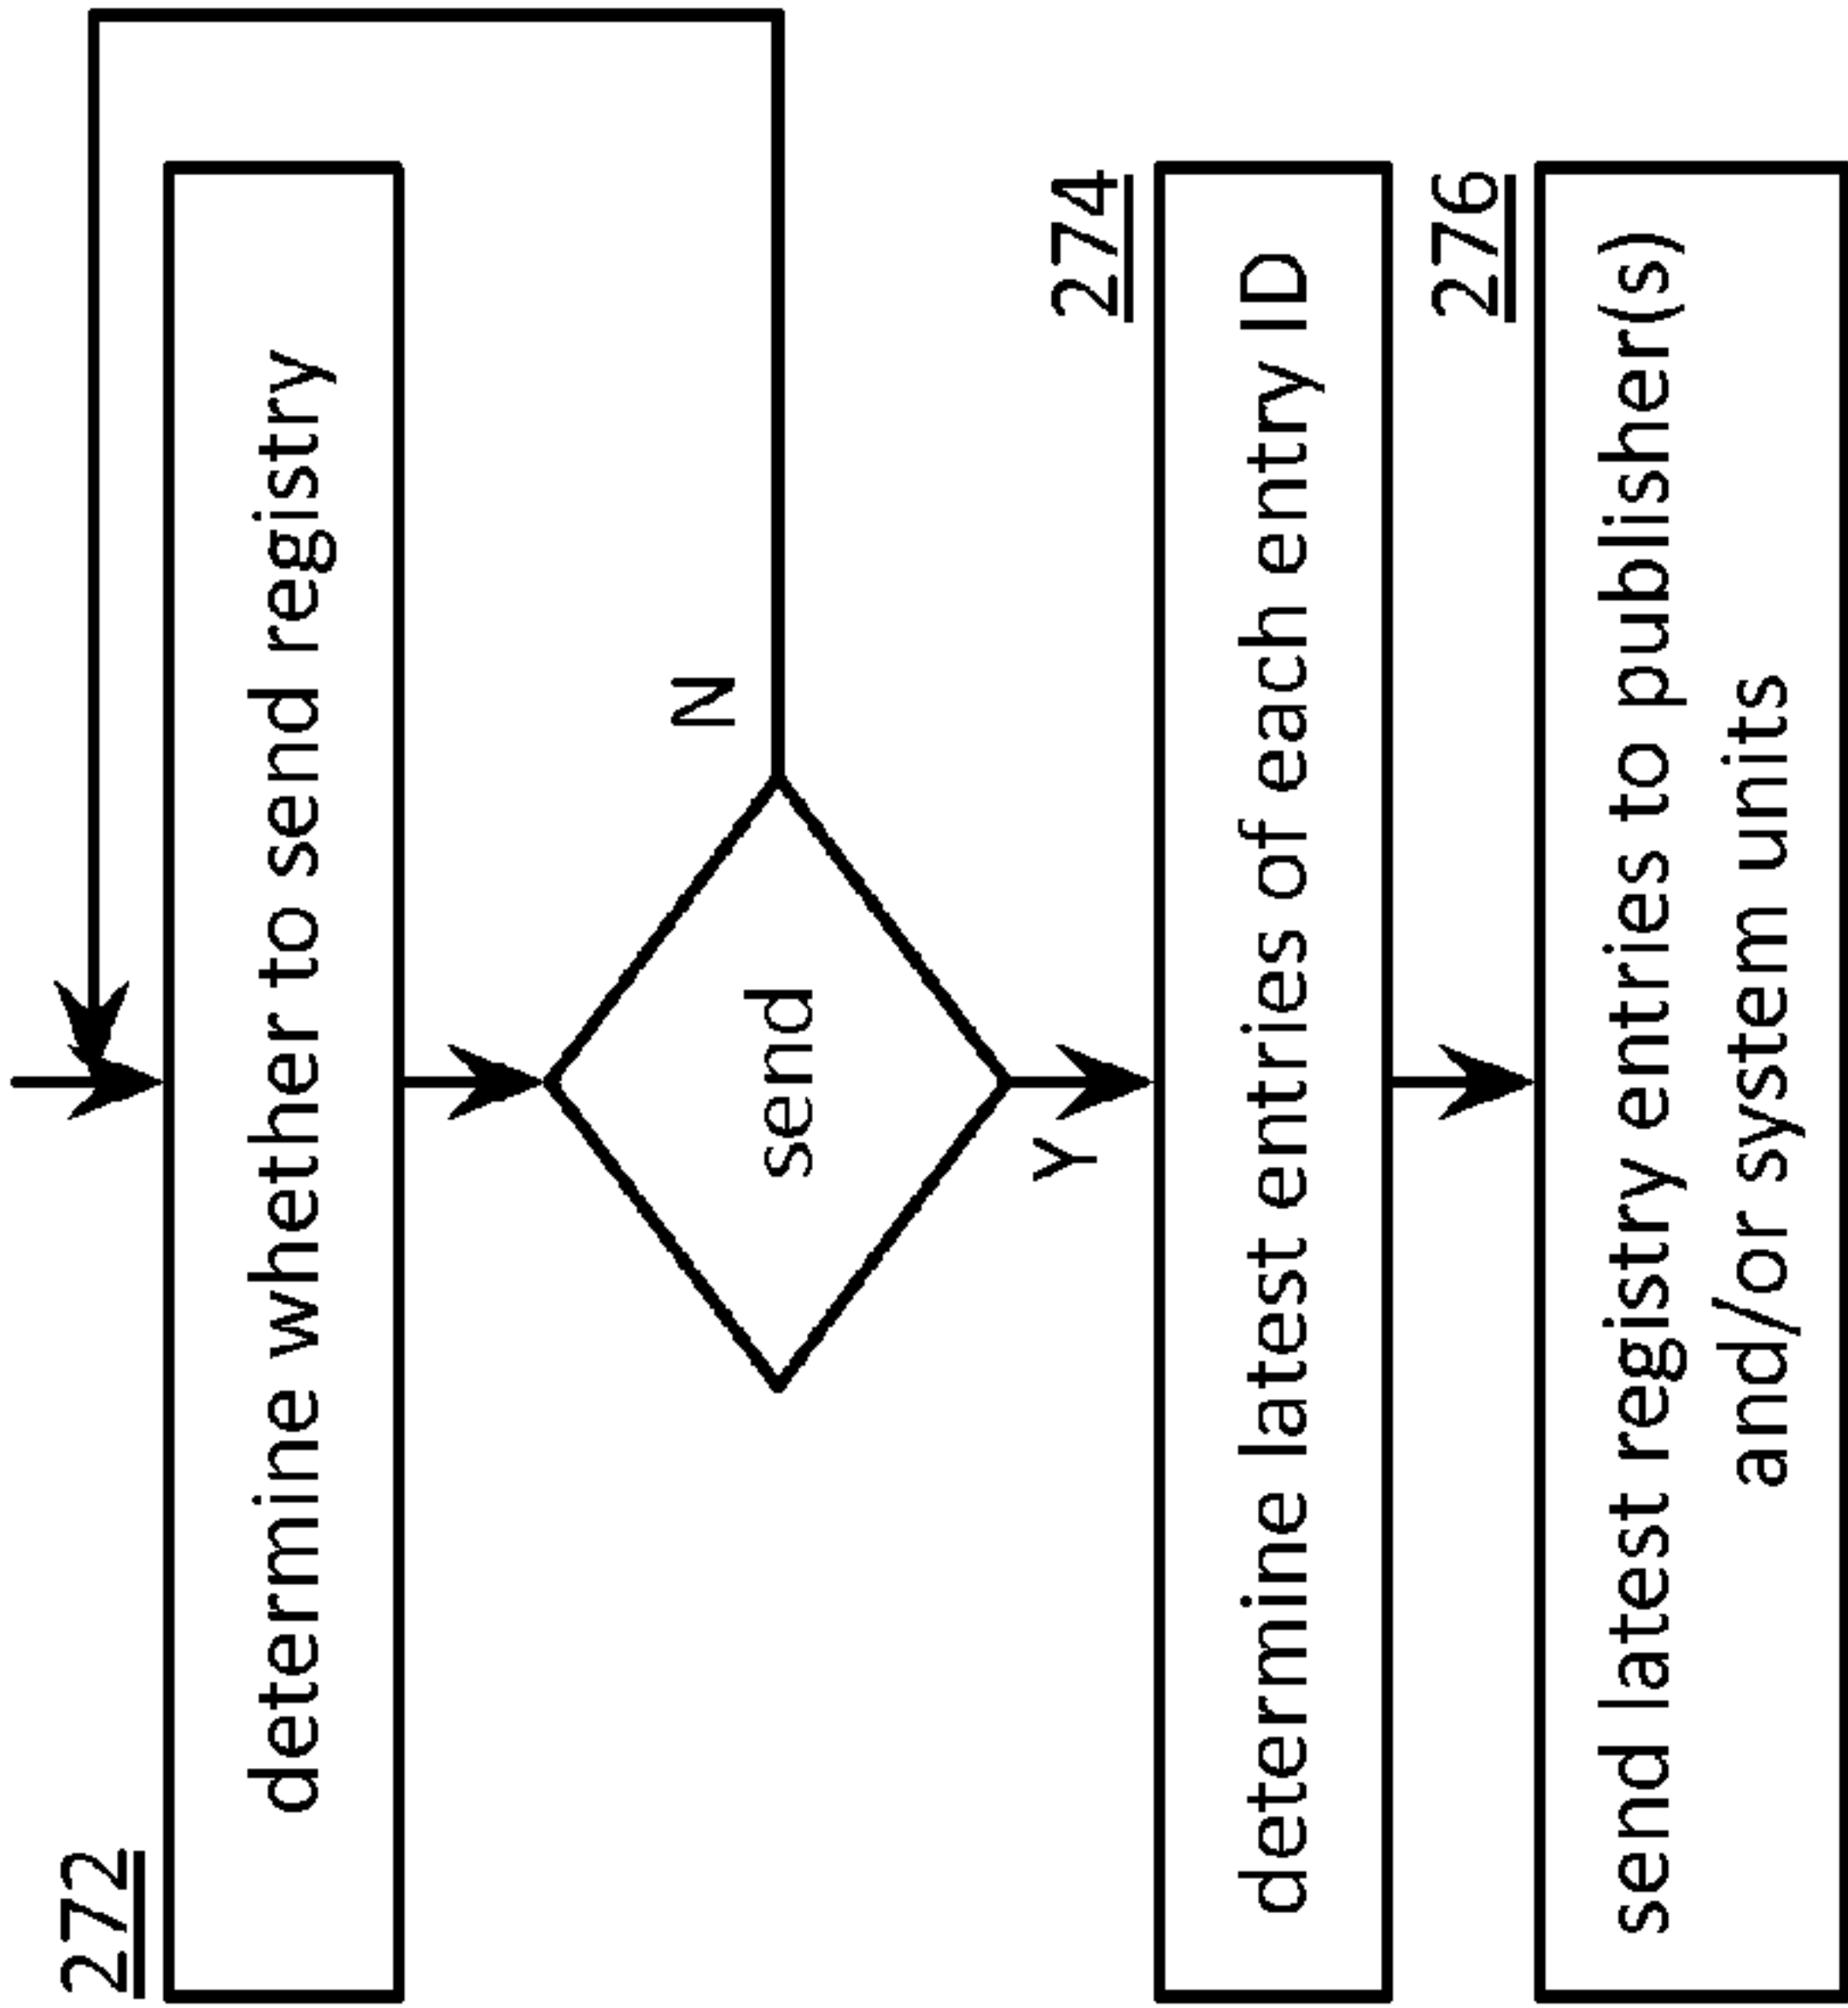 272
determine whether to send registry
send
N
Y
274
determine latest entries of each entry ID
276
send latest registry entries to publisher(s)
and/or system units